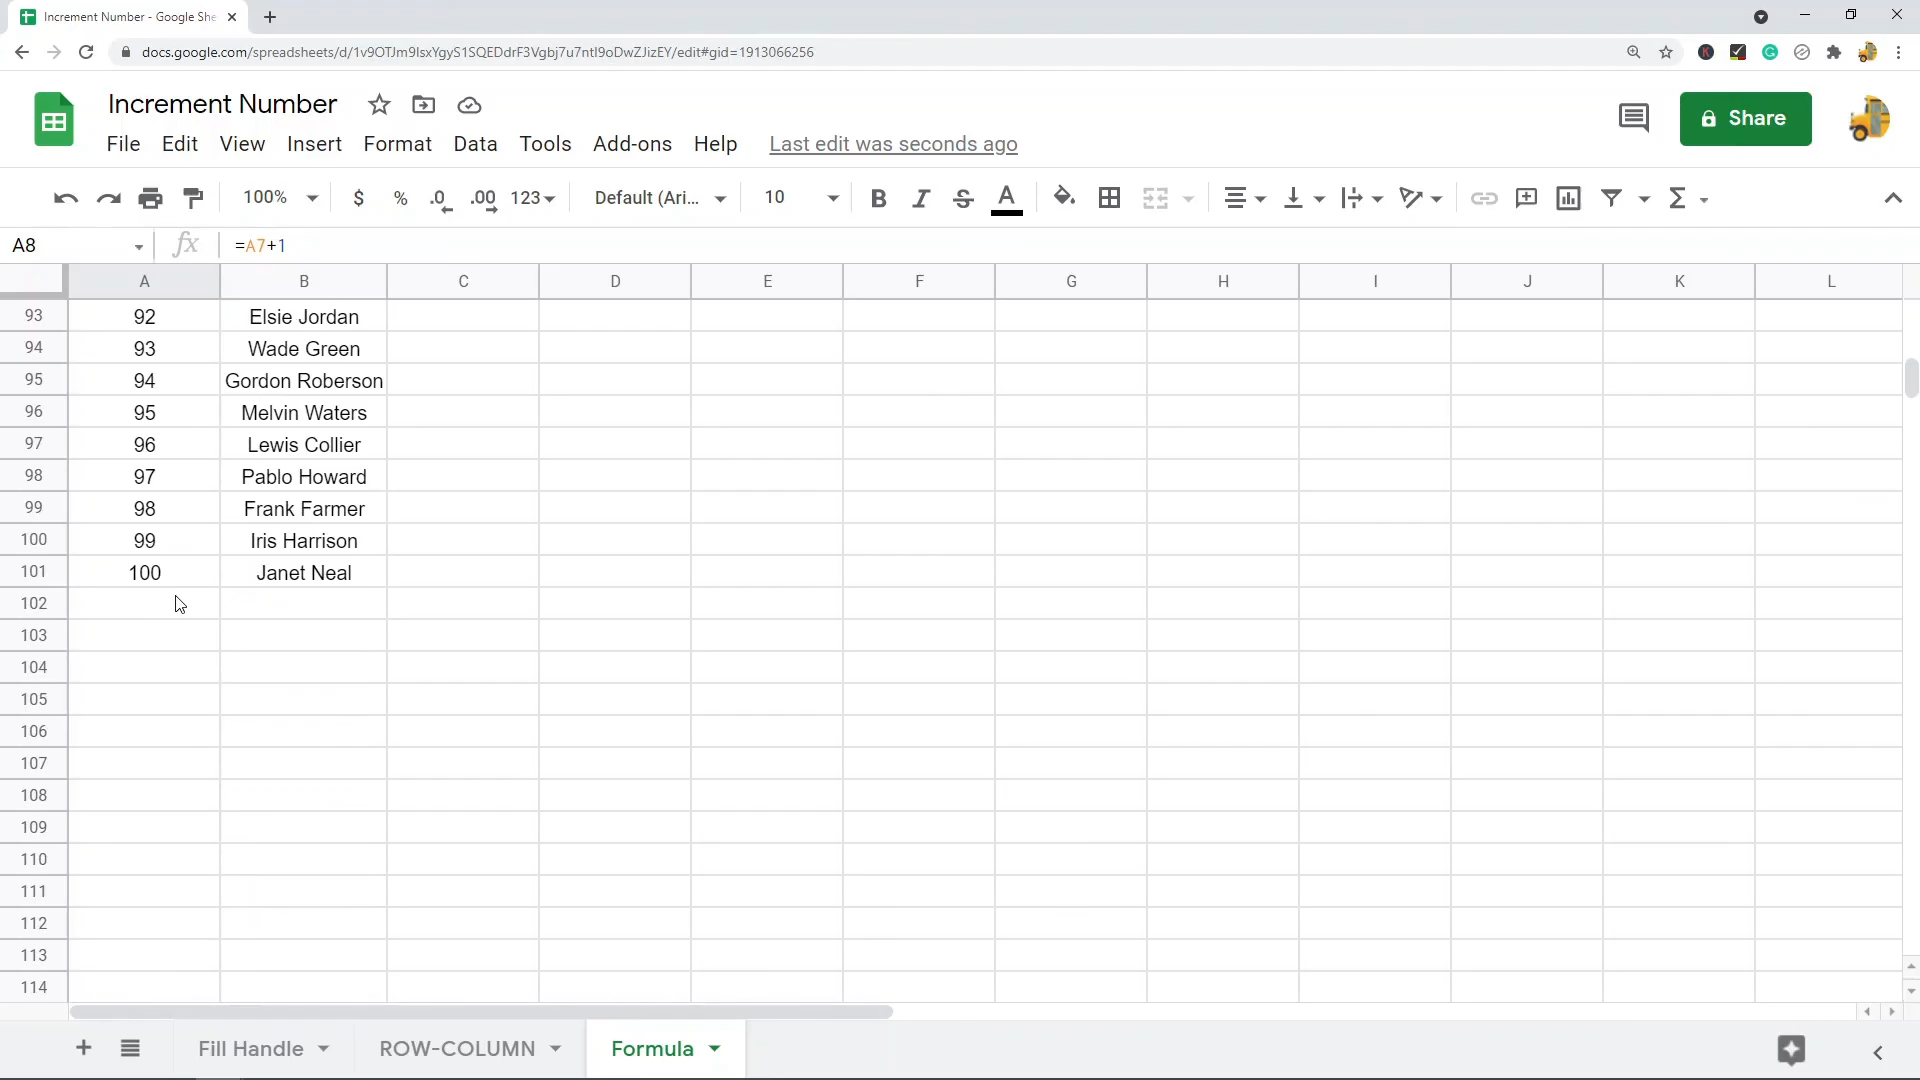 Increment Number - Google She
docs.google.com/spreadsheets/d/1v9OTJm9IsxYgyS1SQEDdrF3Vgbj7u7ntI9oDwZJizEY/edit#gid=1913066256
Increment Number
File Edit View Insert Format Data Tools Add-ons Help Last edit was seconds ago
Share
100% $ % .0 .00 123 Default (Ari... 10 B I S A Σ
A8 fx =A7+1
A B C D E F G H I J K L
93 92 Elsie Jordan
94 93 Wade Green
95 94 Gordon Roberson
96 95 Melvin Waters
97 96 Lewis Collier
98 97 Pablo Howard
99 98 Frank Farmer
100 99 Iris Harrison
101 100 Janet Neal
102
103
104
105
106
107
108
109
110
111
112
113
114
Fill Handle ROW-COLUMN Formula